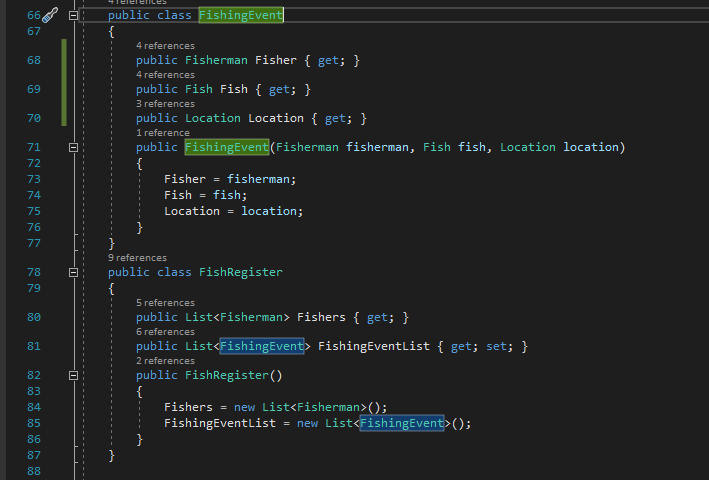 4 references
66 public class FishingEvent
67 {
4 references
68 public Fisherman Fisher { get; }
4 references
69 public Fish Fish { get; }
3 references
70 public Location Location { get; }
1 reference
71 public FishingEvent(Fisherman fisherman, Fish fish, Location location)
72 {
73 Fisher = fisherman;
74 Fish = fish;
75 Location = location;
76 }
77 }
9 references
78 public class FishRegister
79 {
5 references
80 public List<Fisherman> Fishers { get; }
6 references
81 public List<FishingEvent> FishingEventList { get; set; }
2 references
82 public FishRegister()
83 {
84 Fishers = new List<Fisherman>();
85 FishingEventList = new List<FishingEvent>();
86 }
87 }
88